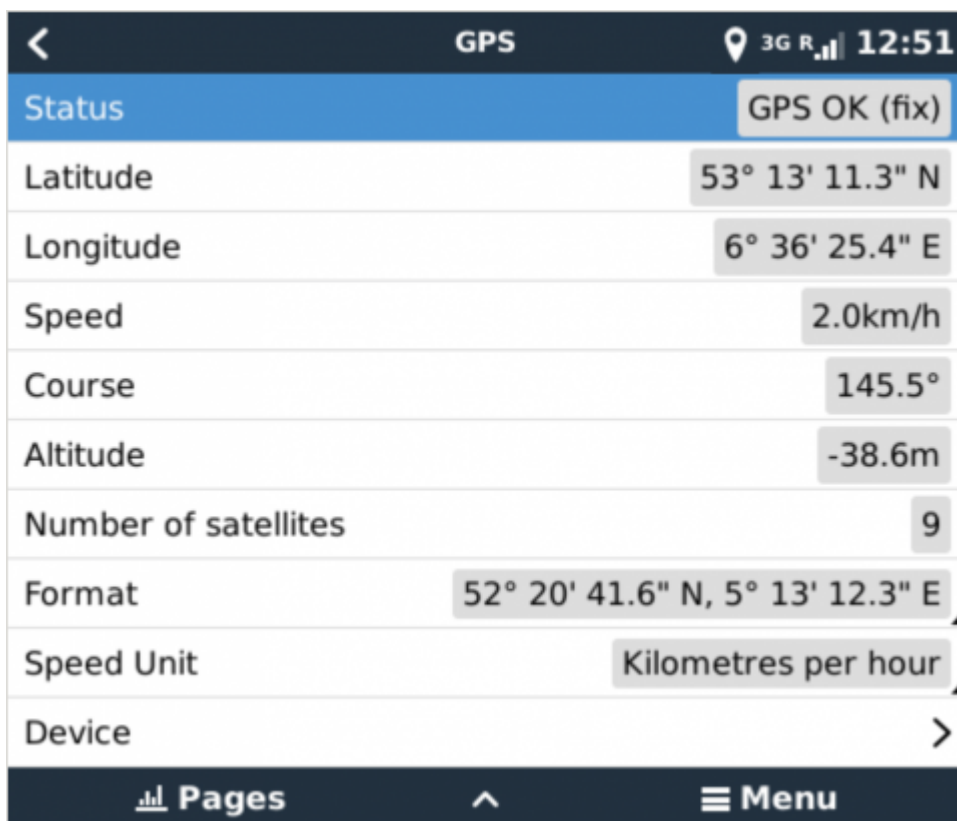 GPS 3G R 12:51
Status GPS OK (fix)
Latitude 53° 13' 11.3" N
Longitude 6° 36' 25.4" E
Speed 2.0km/h
Course 145.5°
Altitude -38.6m
Number of satellites 9
Format 52° 20' 41.6" N, 5° 13' 12.3" E
Speed Unit Kilometres per hour
Device
Pages Menu